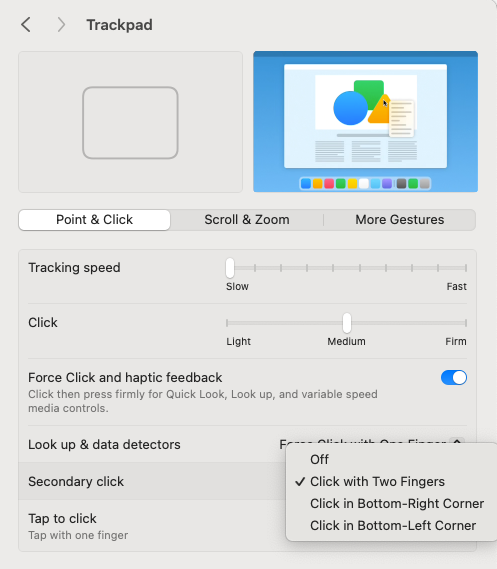 Trackpad
Point & Click
Scroll & Zoom
More Gestures
Tracking speed
Slow
Fast
Click
Light
Medium
Firm
Force Click and haptic feedback
Click then press firmly for Quick Look, Look up, and variable speed
media controls.
Look up & data detectors
Force Click with One Finger
Secondary click
Off
✓ Click with Two Fingers
Click in Bottom-Right Corner
Click in Bottom-Left Corner
Tap to click
Tap with one finger